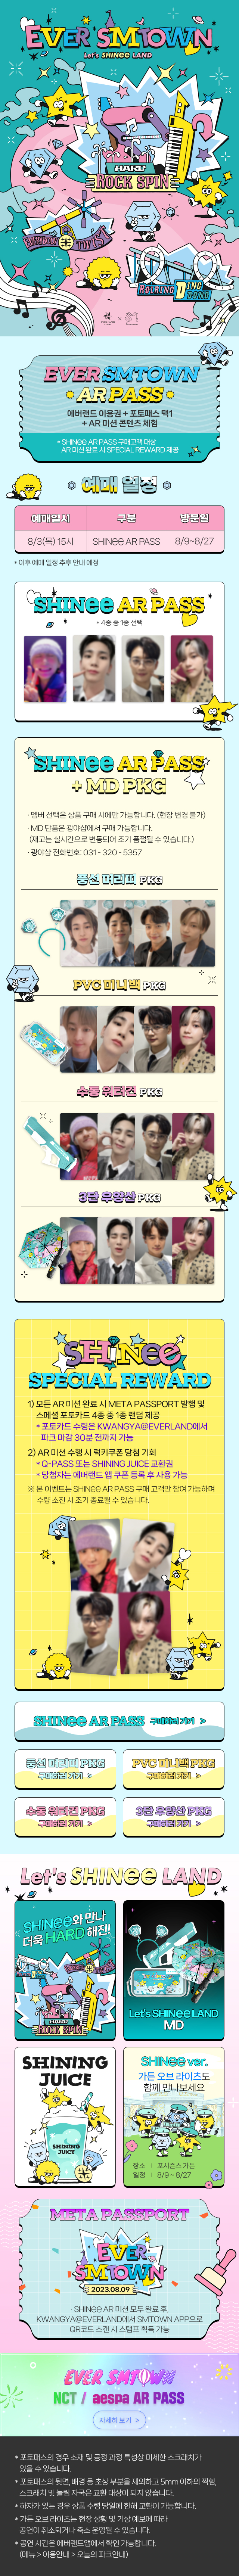 EVER SMTOWN
Let's SHINee LAND
HARD
ROCK SPIN
ROARING DINO
DONG
EVER SMTOWN
AR PASS
에버랜드 이용권 + 포토패스 택1
+ AR 미션 콘텐츠 체험
* SHINee AR PASS 구매고객 대상
AR 미션 완료 시 SPECIAL REWARD 제공
예매 일정
예매일시 구분 방문일
8/3(목) 15시 SHINee AR PASS 8/9~8/27
* 이후 예매 일정 추후 안내 예정
SHINee AR PASS
* 4종 중 1종 선택
SHINee AR PASS
+ MD PKG
· 멤버 선택은 상품 구매 시에만 가능합니다. (현장 변경 불가)
· MD 단품은 광야샵에서 구매 가능합니다.
(재고는 실시간으로 변동되어 조기 품절될 수 있습니다.)
· 광야샵 전화번호: 031 - 320 - 5357
풍선 머리띠 PKG
PVC 미니백 PKG
수동 워터건 PKG
3단 우양산 PKG
SHINee
SPECIAL REWARD
1) 모든 AR 미션 완료 시 META PASSPORT 발행 및
스페셜 포토카드 4종 중 1종 랜덤 제공
* 포토카드 수령은 KWANGYA@EVERLAND에서
파크 마감 30분 전까지 가능
2) AR 미션 수행 시 럭키쿠폰 당첨 기회
* Q-PASS 또는 SHINING JUICE 교환권
* 당첨자는 에버랜드 앱 쿠폰 등록 후 사용 가능
※ 본 이벤트는 SHINee AR PASS 구매 고객만 참여 가능하며
수량 소진 시 조기 종료될 수 있습니다.
SHINee AR PASS 구매하러 가기 >
풍선 머리띠 PKG
구매하러 가기 >
PVC 미니백 PKG
구매하러 가기 >
수동 워터건 PKG
구매하러 가기 >
3단 우양산 PKG
구매하러 가기 >
Let's SHINee LAND
SHINee와 만나
더욱 HARD 해진!
ROCK SPIN
Let's SHINee LAND
MD
SHINING
JUICE
SHINING
JUICE
SHINee ver.
가든 오브 라이츠도
함께 만나보세요
장소 | 포시즌스 가든
일정 | 8/9 ~ 8/27
META PASSPORT
EVER
SMTOWN
2023.08.09
· SHINee AR 미션 모두 완료 후,
KWANGYA@EVERLAND에서 SMTOWN APP으로
QR코드 스캔 시 스탬프 획득 가능
EVER SMTOWN
NCT / aespa AR PASS
자세히 보기 >
* 포토패스의 경우 소재 및 공정 과정 특성상 미세한 스크래치가
있을 수 있습니다.
* 포토패스의 뒷면, 배경 등 초상 부분을 제외하고 5mm 이하의 찍힘,
스크래치 및 눌림 자국은 교환 대상이 되지 않습니다.
* 하자가 있는 경우 상품 수령 당일에 한해 교환이 가능합니다.
* 가든 오브 라이츠는 현장 상황 및 기상 예보에 따라
공연이 취소되거나 축소 운영될 수 있습니다.
* 공연 시간은 에버랜드앱에서 확인 가능합니다.
(메뉴 > 이용안내 > 오늘의 파크안내)